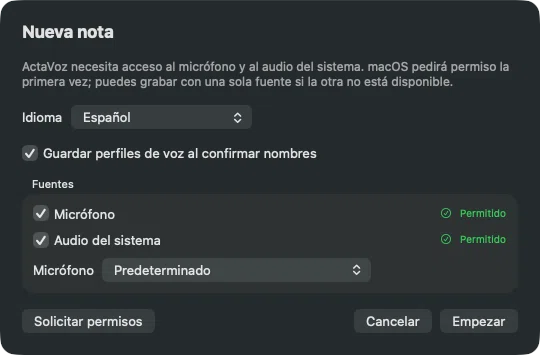 Nueva nota
ActaVoz necesita acceso al micrófono y al audio del sistema. macOS pedirá permiso la
primera vez; puedes grabar con una sola fuente si la otra no está disponible.
Idioma Español
Guardar perfiles de voz al confirmar nombres
Fuentes
Micrófono Permitido
Audio del sistema Permitido
Micrófono Predeterminado
Solicitar permisos Cancelar Empezar